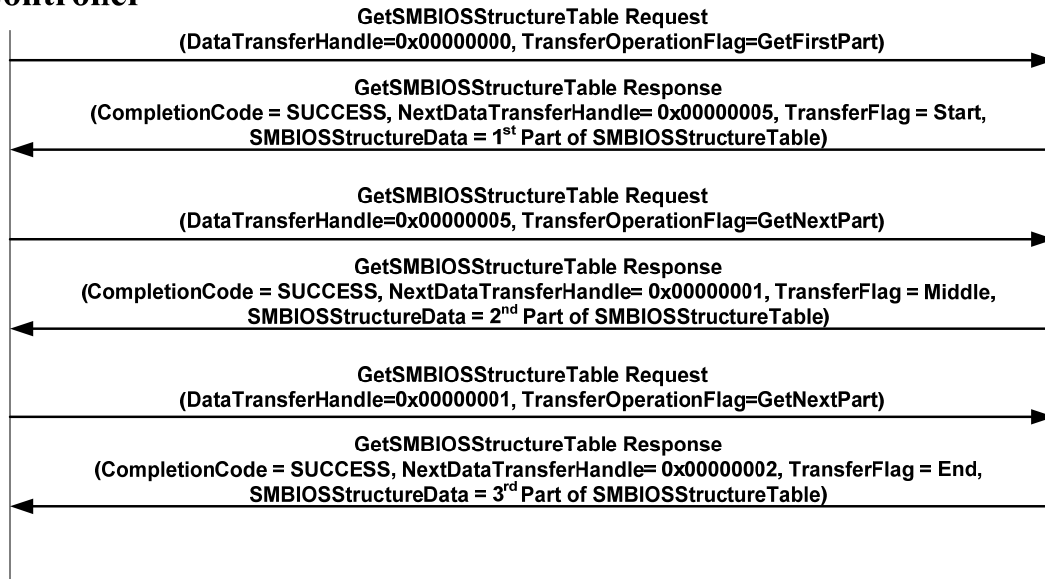 GetSMBIOSStructureTable Request
(DataTransferHandle=0x00000000, TransferOperationFlag=GetFirstPart)
GetSMBIOSStructureTable Response
(CompletionCode = SUCCESS, NextDataTransferHandle= 0x00000005, TransferFlag = Start,
SMBIOSStructureData = 1st Part of SMBIOSStructureTable)
GetSMBIOSStructureTable Request
(DataTransferHandle=0x00000005, TransferOperationFlag=GetNextPart)
GetSMBIOSStructureTable Response
(CompletionCode = SUCCESS, NextDataTransferHandle= 0x00000001, TransferFlag = Middle,
SMBIOSStructureData = 2nd Part of SMBIOSStructureTable)
GetSMBIOSStructureTable Request
(DataTransferHandle=0x00000001, TransferOperationFlag=GetNextPart)
GetSMBIOSStructureTable Response
(CompletionCode = SUCCESS, NextDataTransferHandle= 0x00000002, TransferFlag = End,
SMBIOSStructureData = 3rd Part of SMBIOSStructureTable)